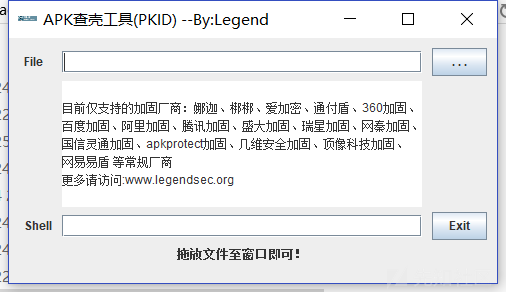 APK查壳工具(PKID) --By:Legend
File
...
目前仅支持的加固厂商：娜迦、梆梆、爱加密、通付盾、360加固、
百度加固、阿里加固、腾讯加固、盛大加固、瑞星加固、网秦加固、
国信灵通加固、apkprotect加固、几维安全加固、顶像科技加固、
网易易盾 等常规厂商
更多请访问:www.legendsec.org
Shell
Exit
拖放文件至窗口即可！